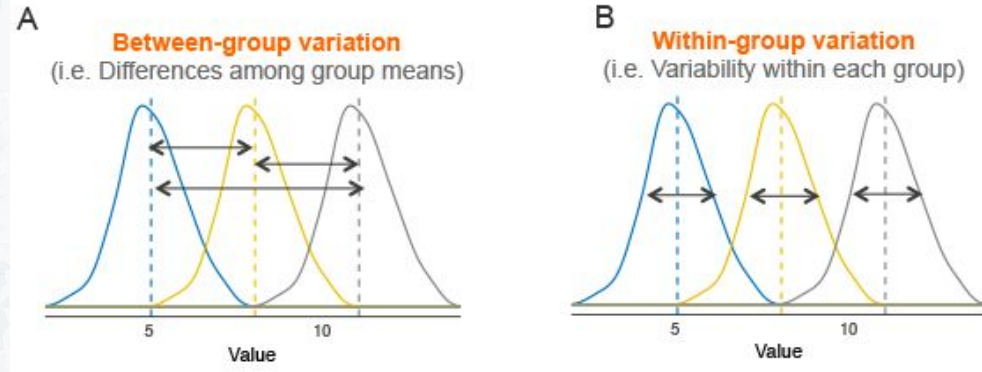 A
Between-group variation
(i.e. Differences among group means)
5
10
Value
B
Within-group variation
(i.e. Variability within each group)
5
10
Value